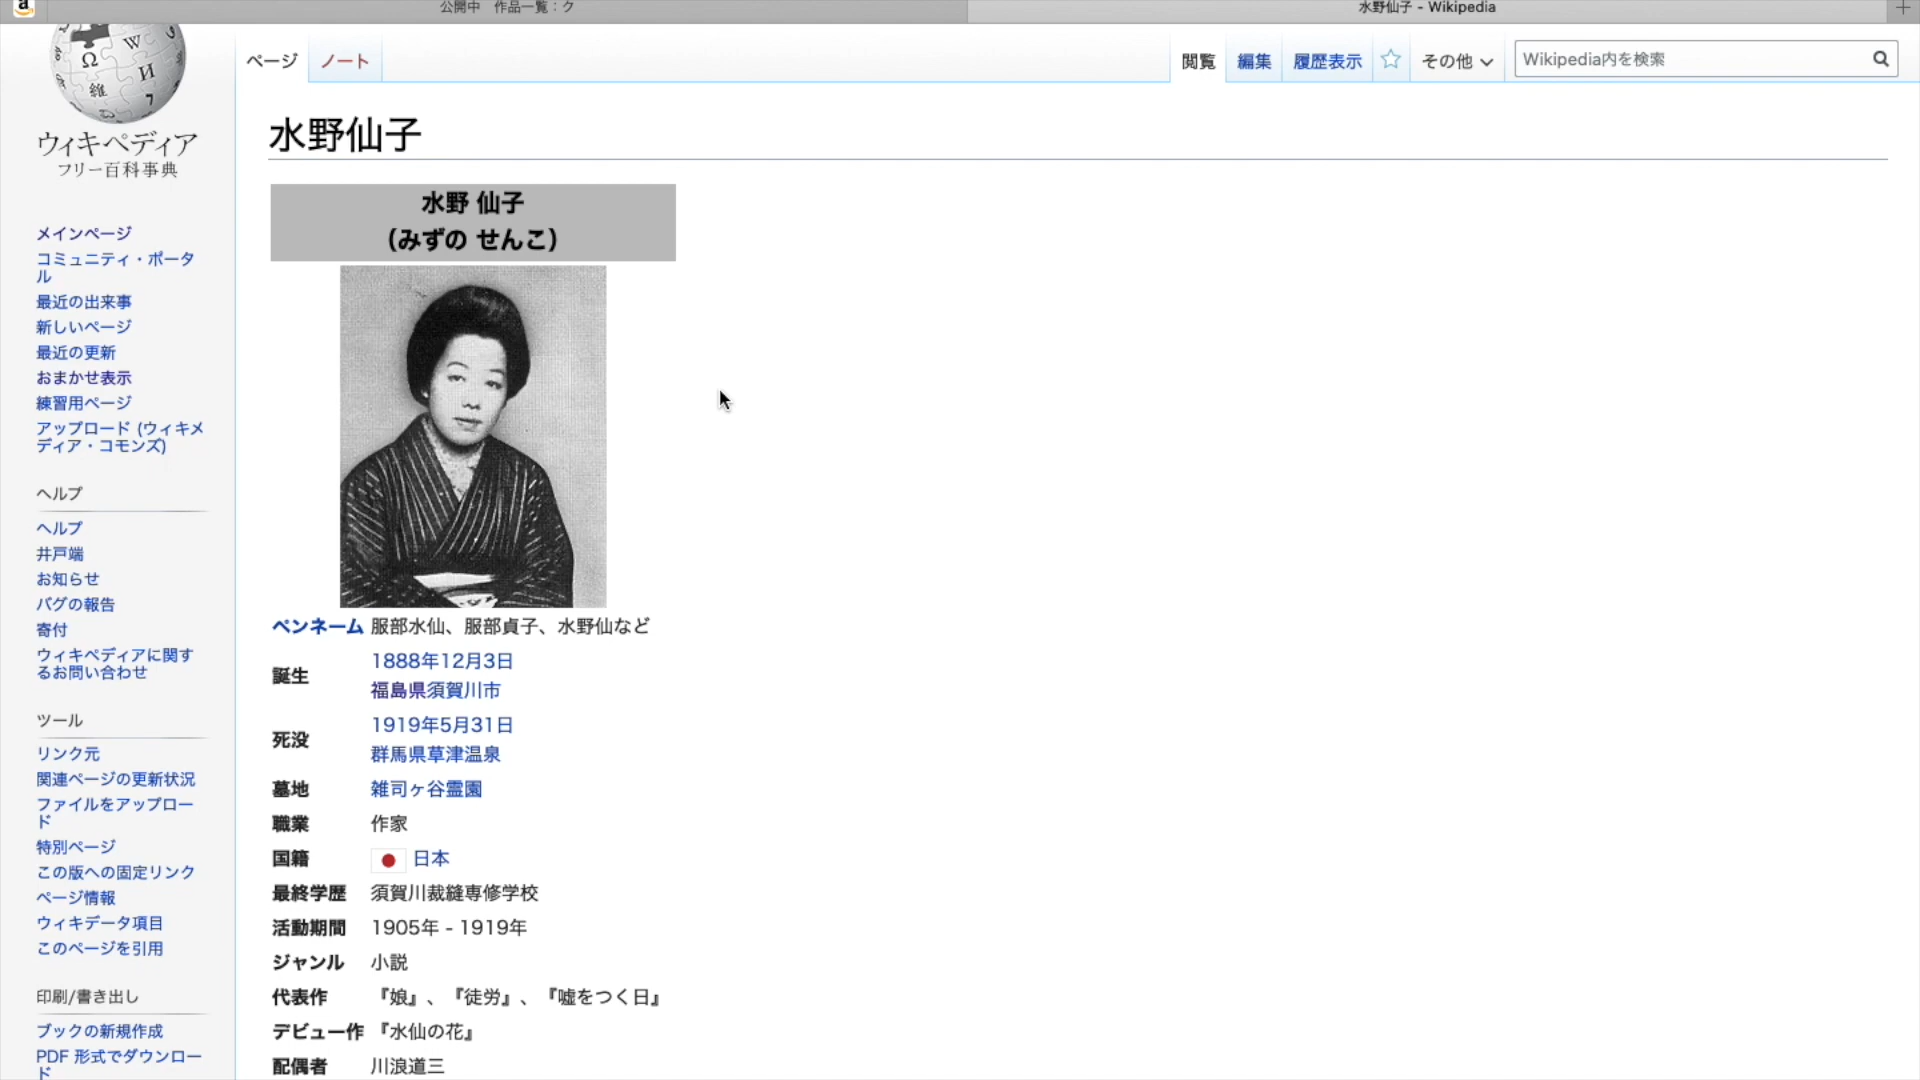 公開中 作品一覧：ク
水野仙子 - Wikipedia
ウィキペディア
フリー百科事典
ページ ノート 閲覧 編集 履歴表示 その他 Wikipedia内を検索
水野仙子
水野 仙子
（みずの せんこ）
メインページ
コミュニティ・ポータ
ル
最近の出来事
新しいページ
最近の更新
おまかせ表示
練習用ページ
アップロード (ウィキメ
ディア・コモンズ)
ヘルプ
ヘルプ
井戸端
お知らせ
バグの報告
寄付
ウィキペディアに関す
るお問い合わせ
ツール
リンク元
関連ページの更新状況
ファイルをアップロー
ド
特別ページ
この版への固定リンク
ページ情報
ウィキデータ項目
このページを引用
印刷/書き出し
ブックの新規作成
PDF 形式でダウンロー
ド
ペンネーム 服部水仙、服部貞子、水野仙など
誕生 1888年12月3日
福島県須賀川市
死没 1919年5月31日
群馬県草津温泉
墓地 雑司ヶ谷霊園
職業 作家
国籍 日本
最終学歴 須賀川裁縫専修学校
活動期間 1905年 - 1919年
ジャンル 小説
代表作 『娘』、『徒労』、『嘘をつく日』
デビュー作 『水仙の花』
配偶者 川浪道三